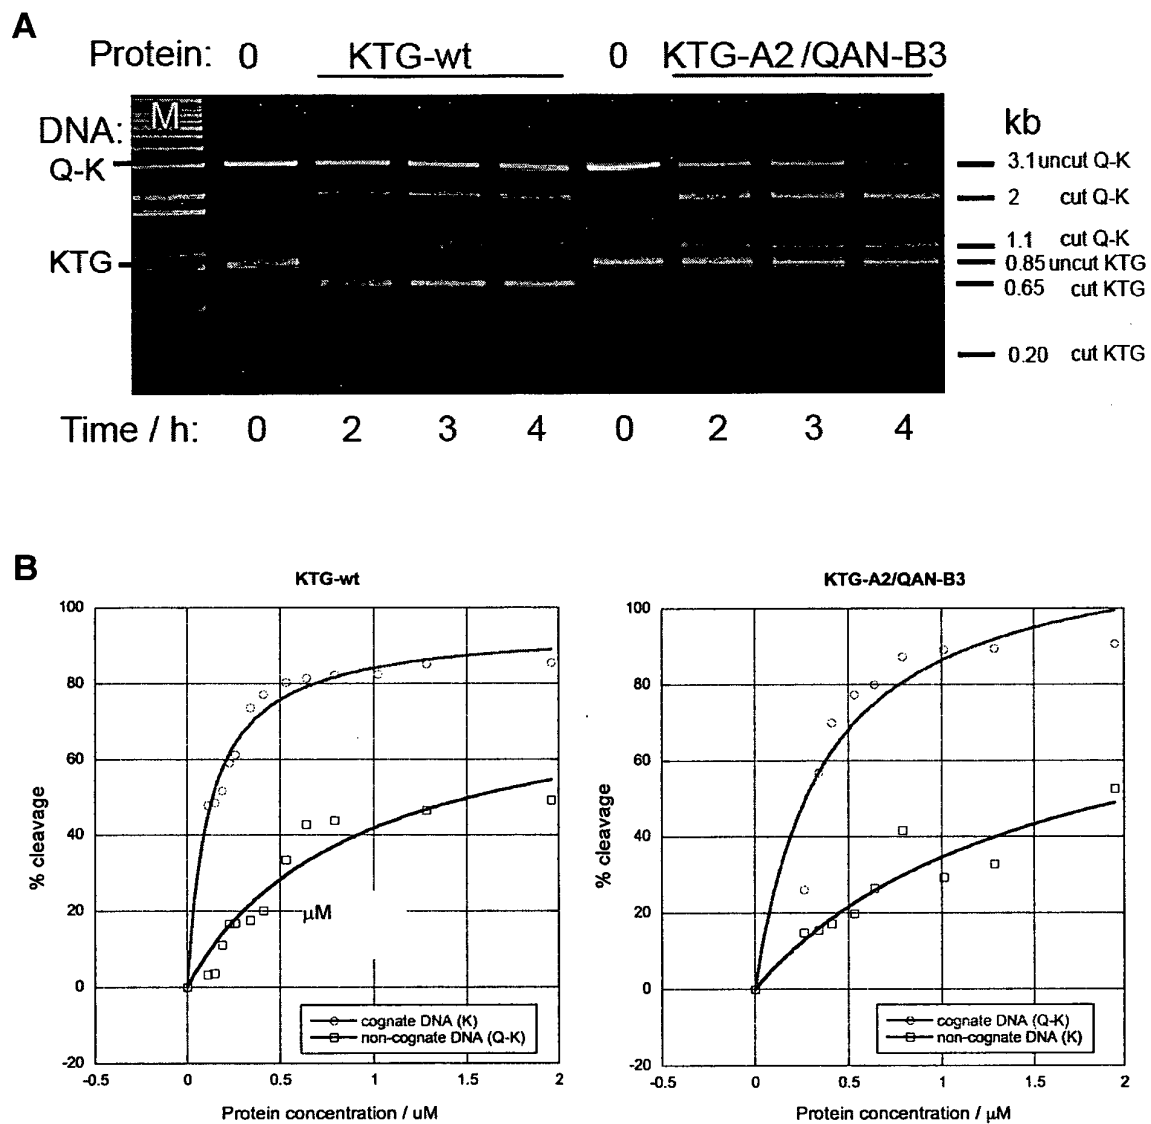 A
Protein: 0 KTG-wt 0 KTG-A2/QAN-B3
M
DNA:
kb
Q-K
3.1 uncut Q-K
2 cut Q-K
1.1 cut Q-K
KTG
0.85 uncut KTG
0.65 cut KTG
0.20 cut KTG
Time / h: 0 2 3 4 0 2 3 4
B
KTG-wt
100
80
60
40
20
0
-20
% cleavage
μM
cognate DNA (K)
non-cognate DNA (Q-K)
-0.5 0 0.5 1 1.5 2
Protein concentration / uM
KTG-A2/QAN-B3
100
80
60
40
20
0
-20
% cleavage
cognate DNA (Q-K)
non-cognate DNA (K)
-0.5 0 0.5 1 1.5 2
Protein concentration / μM